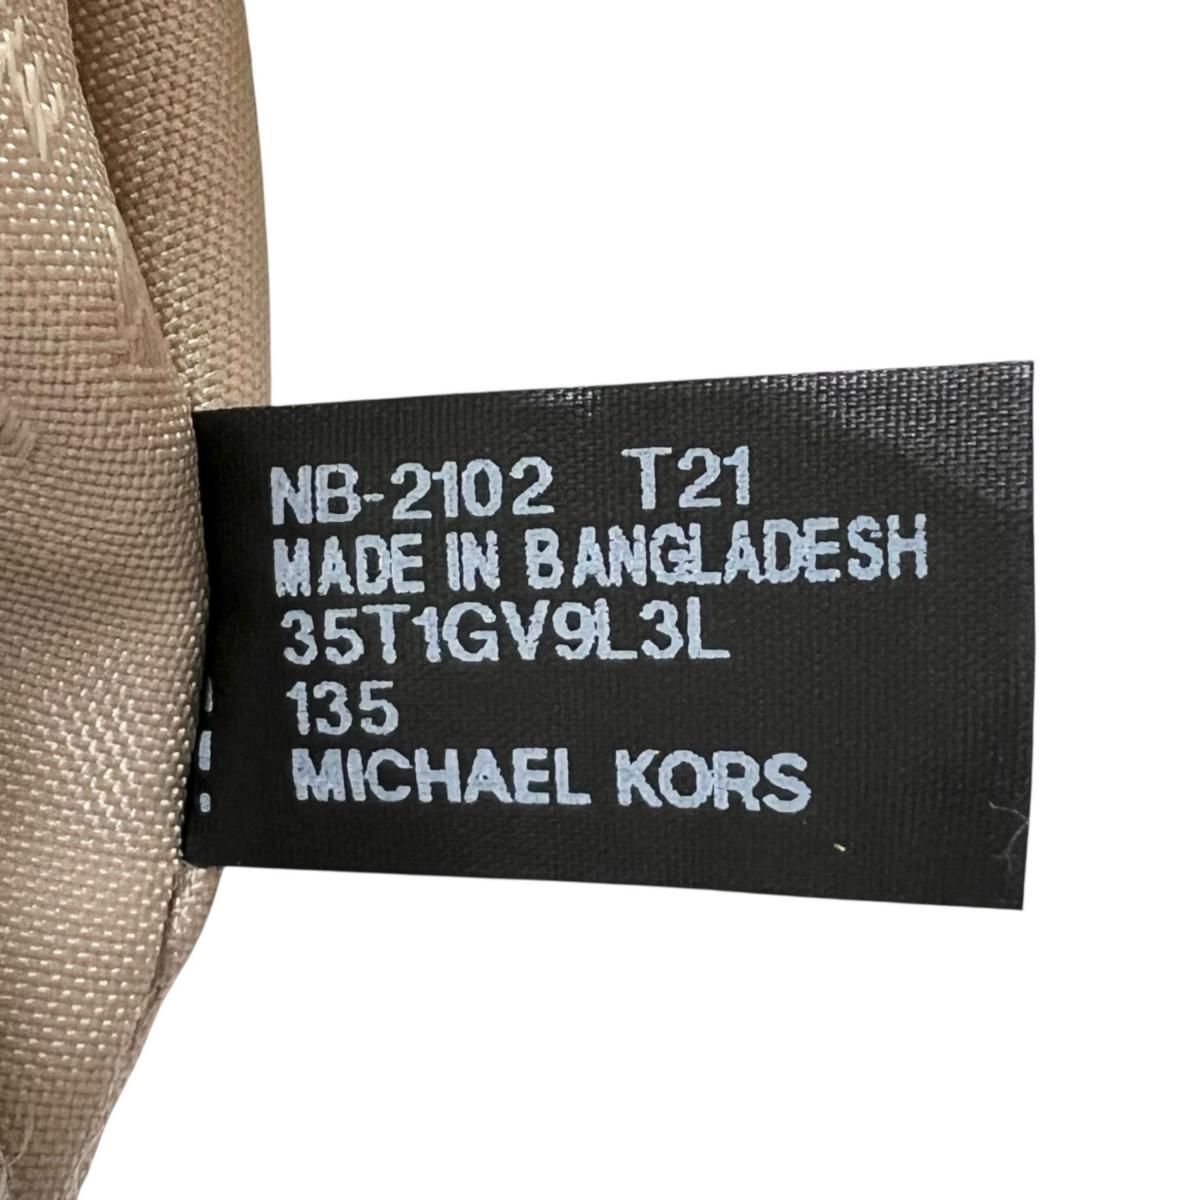 NB-2102 T21
MADE IN BANGLADESH
35T1GV9L3L
135
MICHAEL KORS